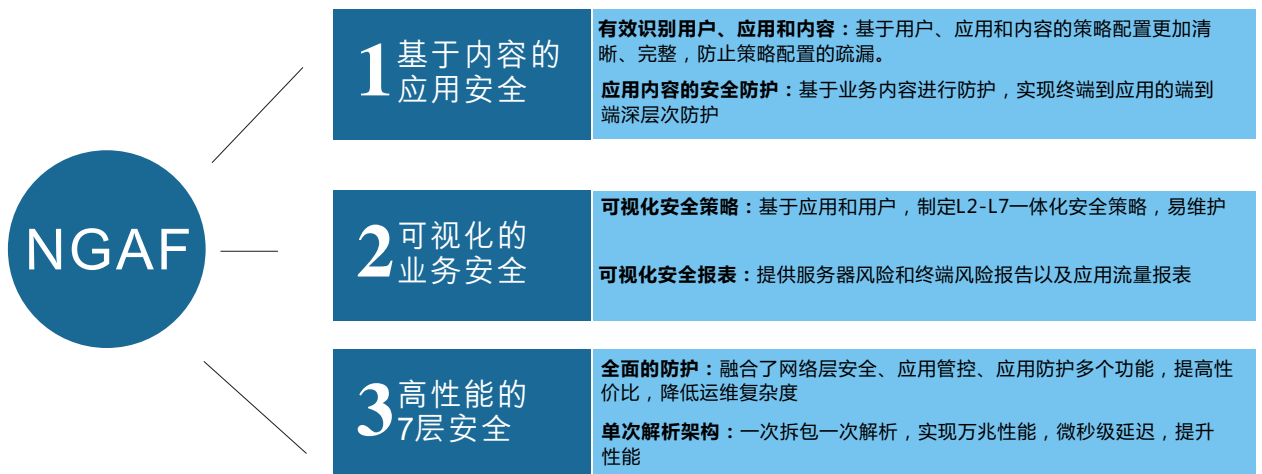 NGAF
1
基于内容的
应用安全
有效识别用户、应用和内容：基于用户、应用和内容的策略配置更加清
晰、完整，防止策略配置的疏漏。
应用内容的安全防护：基于业务内容进行防护，实现终端到应用的端到
端深层次防护
2
可视化的
业务安全
可视化安全策略：基于应用和用户，制定L2-L7一体化安全策略，易维护
可视化安全报表：提供服务器风险和终端风险报告以及应用流量报表
3
高性能的
7层安全
全面的防护：融合了网络层安全、应用管控、应用防护多个功能，提高性
价比，降低运维复杂度
单次解析架构：一次拆包一次解析，实现万兆性能，微秒级延迟，提升
性能